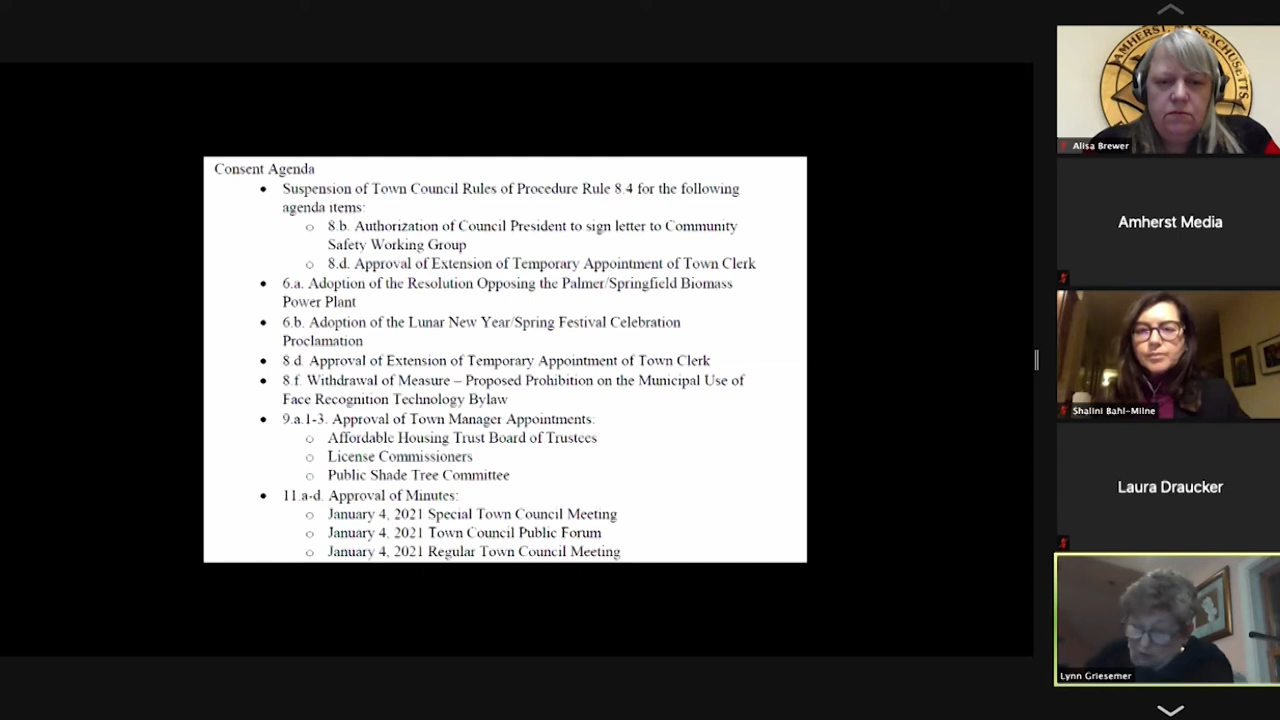 Consent Agenda
• Suspension of Town Council Rules of Procedure Rule 8.4 for the following
agenda items:
○ 8.b. Authorization of Council President to sign letter to Community
Safety Working Group
○ 8.d. Approval of Extension of Temporary Appointment of Town Clerk
• 6.a. Adoption of the Resolution Opposing the Palmer/Springfield Biomass
Power Plant
• 6.b. Adoption of the Lunar New Year/Spring Festival Celebration
Proclamation
• 8.d. Approval of Extension of Temporary Appointment of Town Clerk
• 8.f. Withdrawal of Measure – Proposed Prohibition on the Municipal Use of
Face Recognition Technology Bylaw
• 9.a.1-3. Approval of Town Manager Appointments:
○ Affordable Housing Trust Board of Trustees
○ License Commissioners
○ Public Shade Tree Committee
• 11.a-d. Approval of Minutes:
○ January 4, 2021 Special Town Council Meeting
○ January 4, 2021 Town Council Public Forum
○ January 4, 2021 Regular Town Council Meeting
AMHERST, MASSACHUSETTS
Alisa Brewer
Amherst Media
Shalini Bahl-Milne
Laura Draucker
Lynn Griesemer